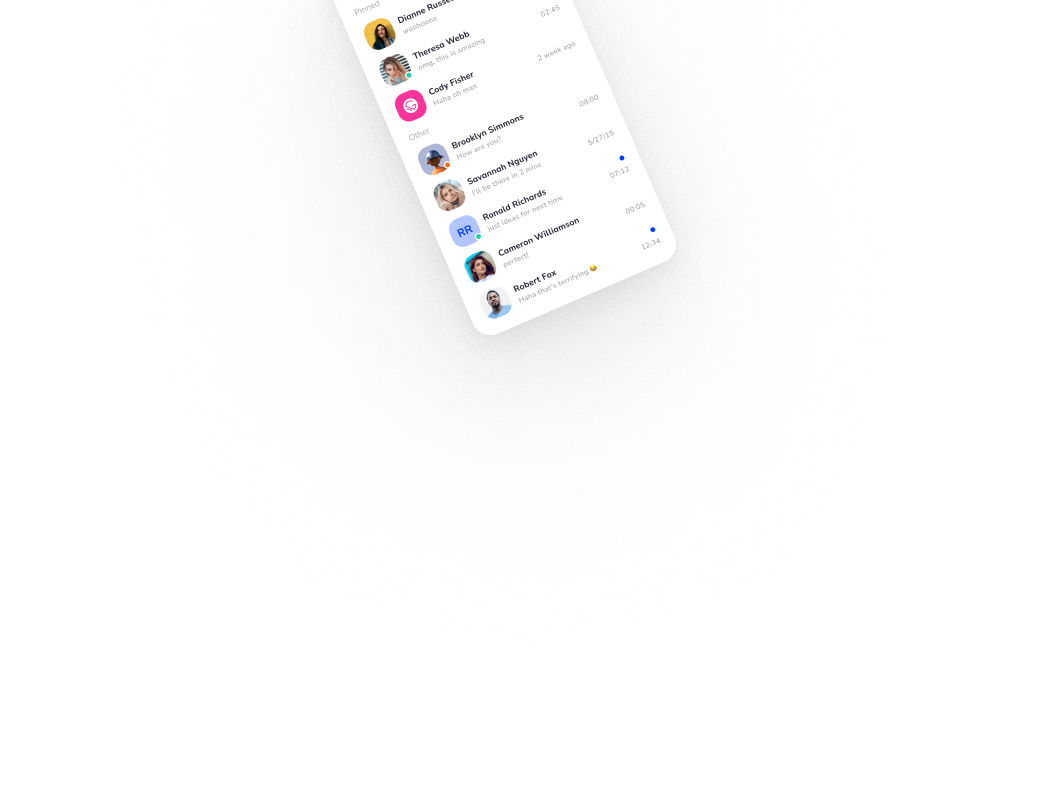 Pinned
Dianne
woohoooo
Theresa Webb
02:45
omg, this is amazing
Cody Fisher
2 week ago
Haha oh man
Other
Brooklyn Simmons
08:00
How are you?
Savannah Nguyen
5/27/15
I'll be there in 2 mins
Ronald Richards
07:12
just ideas for next time
RR
Cameron Williamson
00:05
perfect!
Robert Fox
12:34
Haha that's terrifying 😂